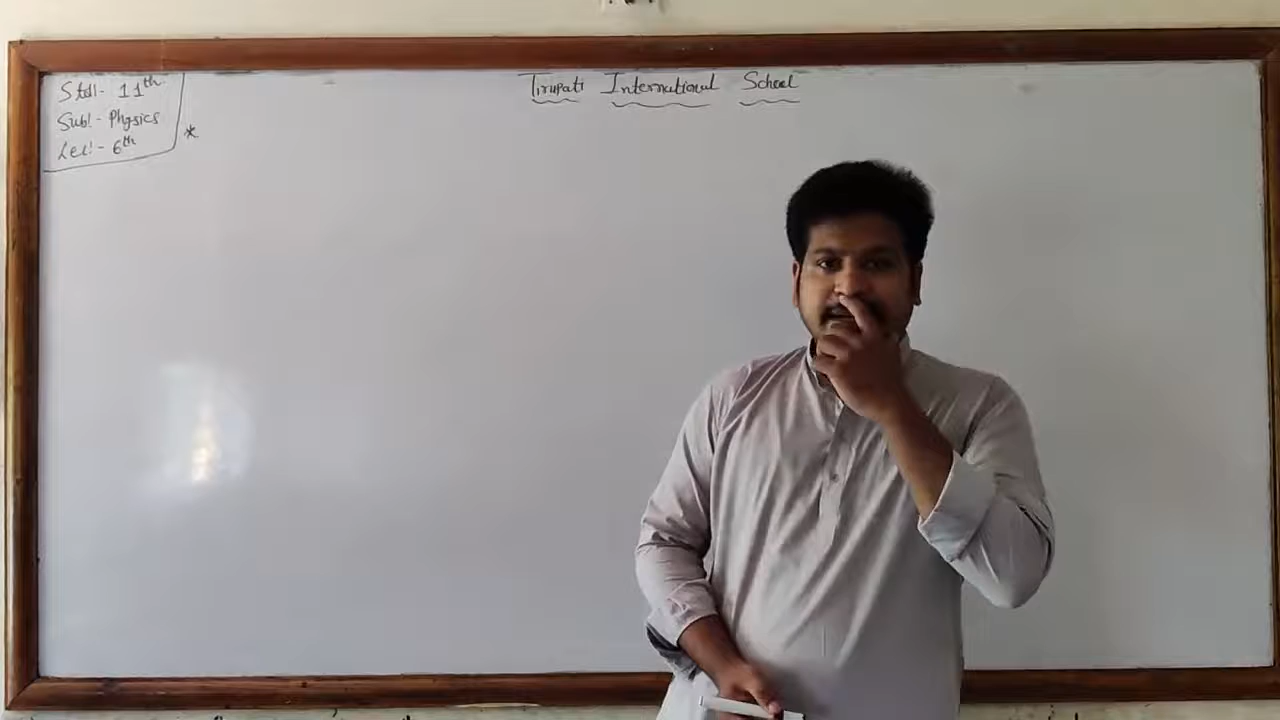 Std:- 11th
Sub:- Physics
Lec:- 6th
*
Tirupati International School